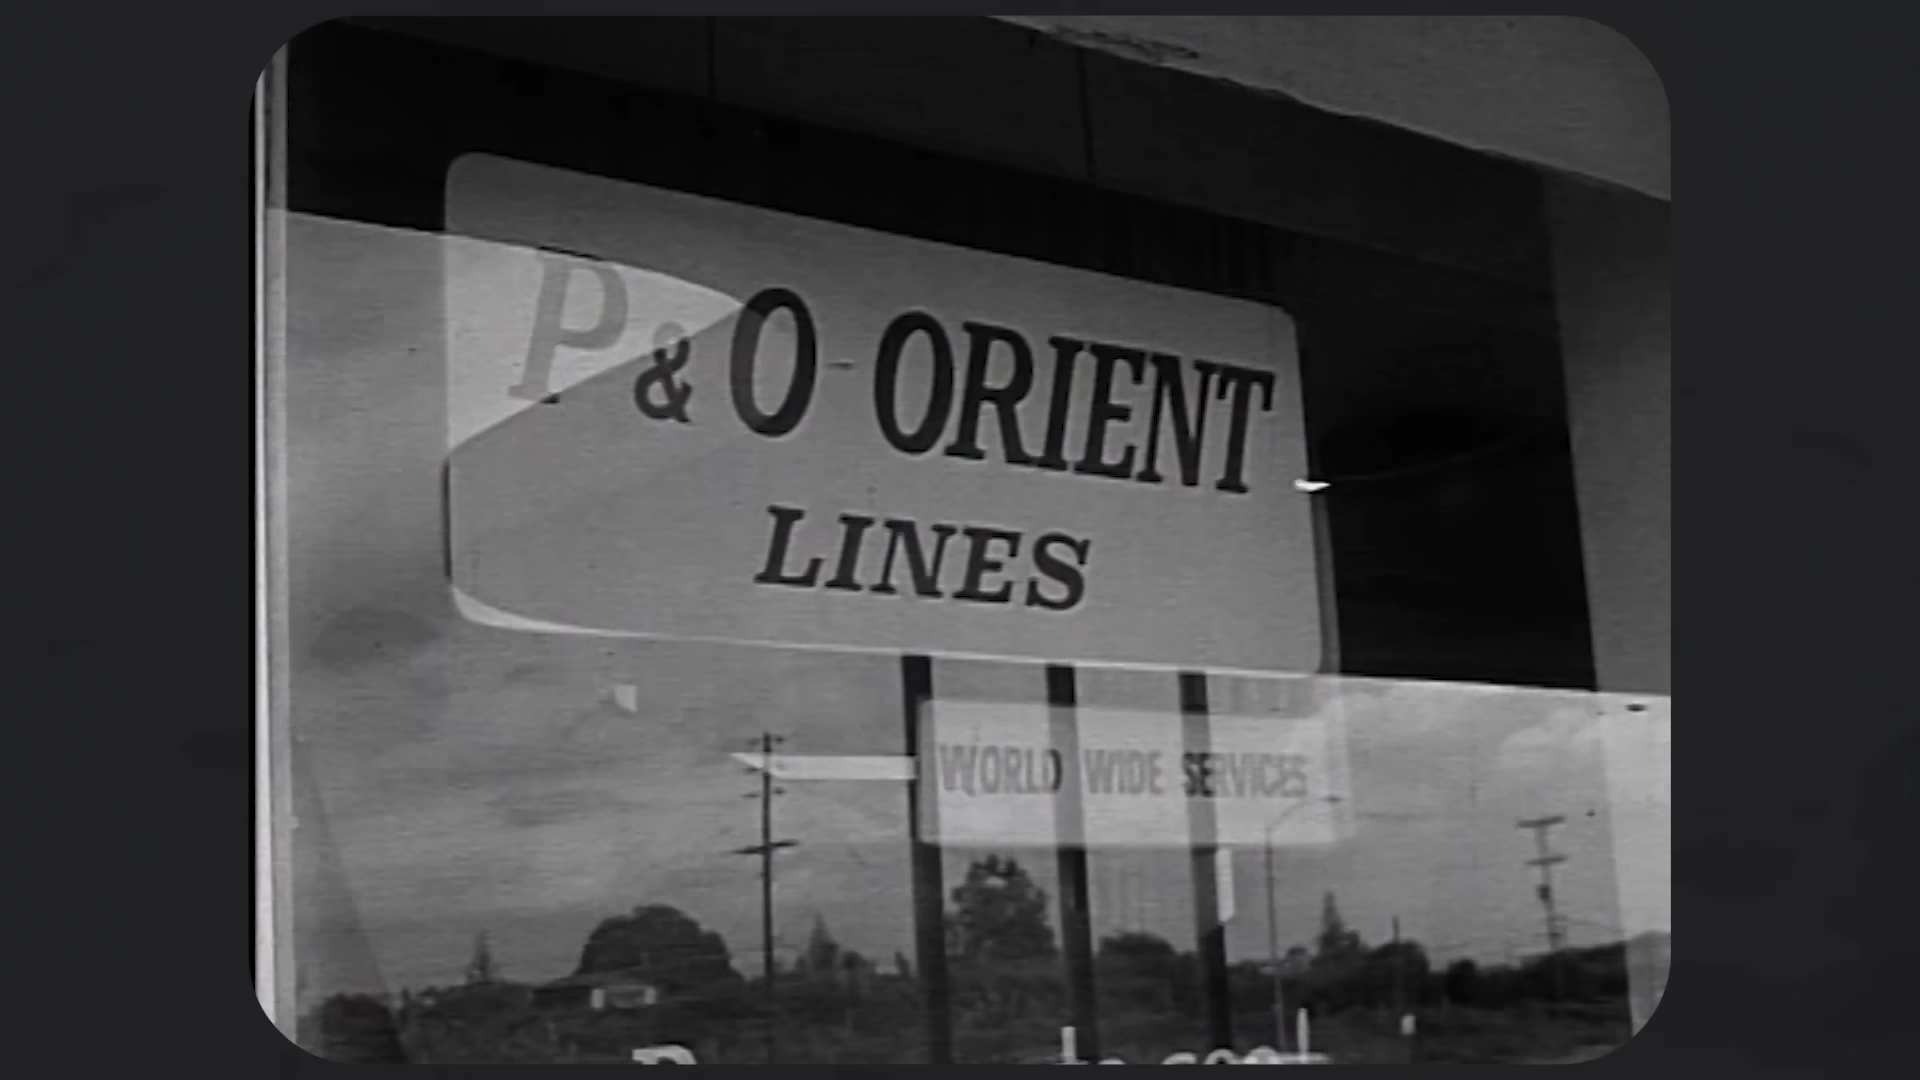 P & O - ORIENT
LINES
WORLD WIDE SERVICES